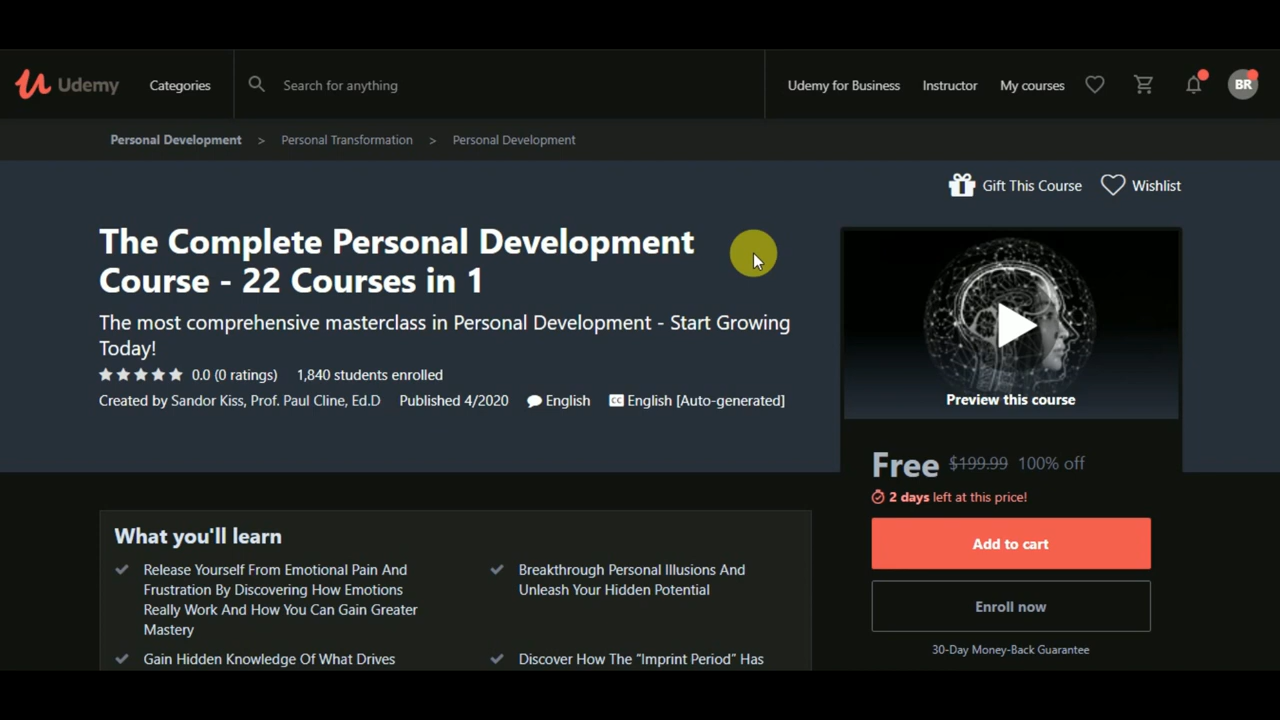 Udemy
Categories
Search for anything
Udemy for Business
Instructor
My courses
BR
Personal Development > Personal Transformation > Personal Development
Gift This Course
Wishlist
The Complete Personal Development
Course - 22 Courses in 1
The most comprehensive masterclass in Personal Development - Start Growing
Today!
0.0 (0 ratings) 1,840 students enrolled
Created by Sandor Kiss, Prof. Paul Cline, Ed.D Published 4/2020 English CC English [Auto-generated]
Preview this course
Free $199.99 100% off
2 days left at this price!
Add to cart
Enroll now
30-Day Money-Back Guarantee
What you'll learn
Release Yourself From Emotional Pain And
Frustration By Discovering How Emotions
Really Work And How You Can Gain Greater
Mastery
Breakthrough Personal Illusions And
Unleash Your Hidden Potential
Gain Hidden Knowledge Of What Drives
Discover How The “Imprint Period” Has